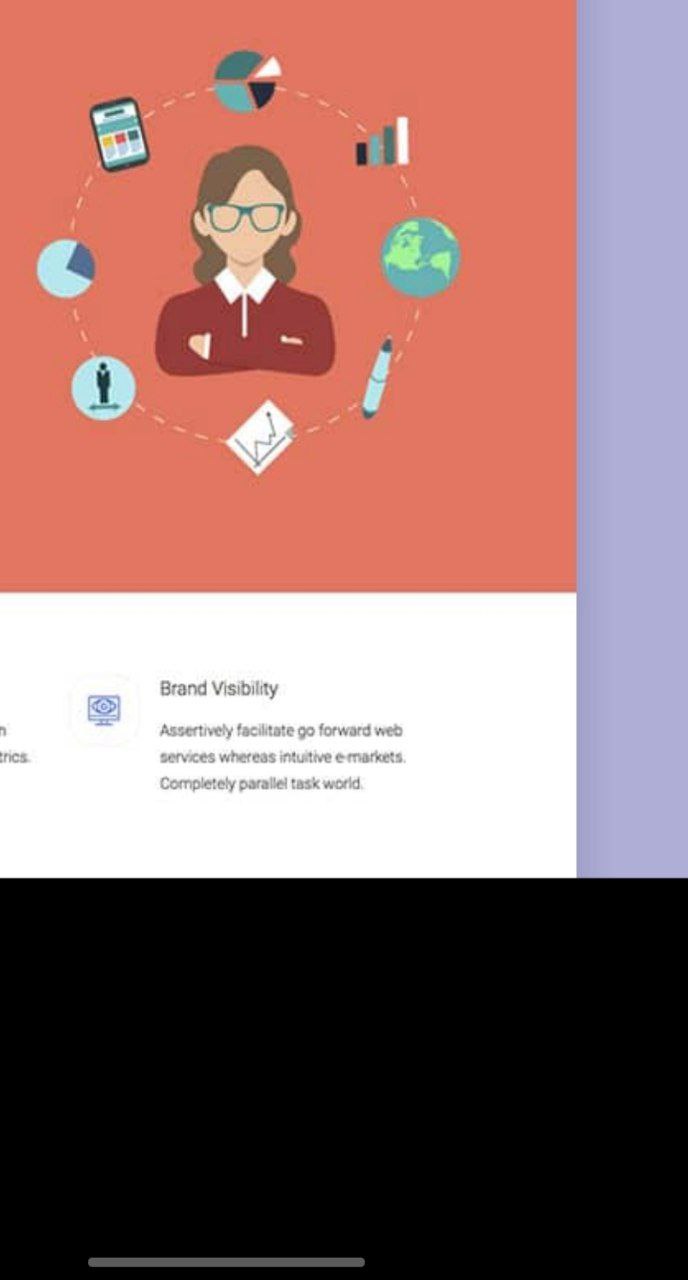 Brand Visibility
Assertively facilitate go forward web
trics. services whereas intuitive e-markets.
Completely parallel task world.